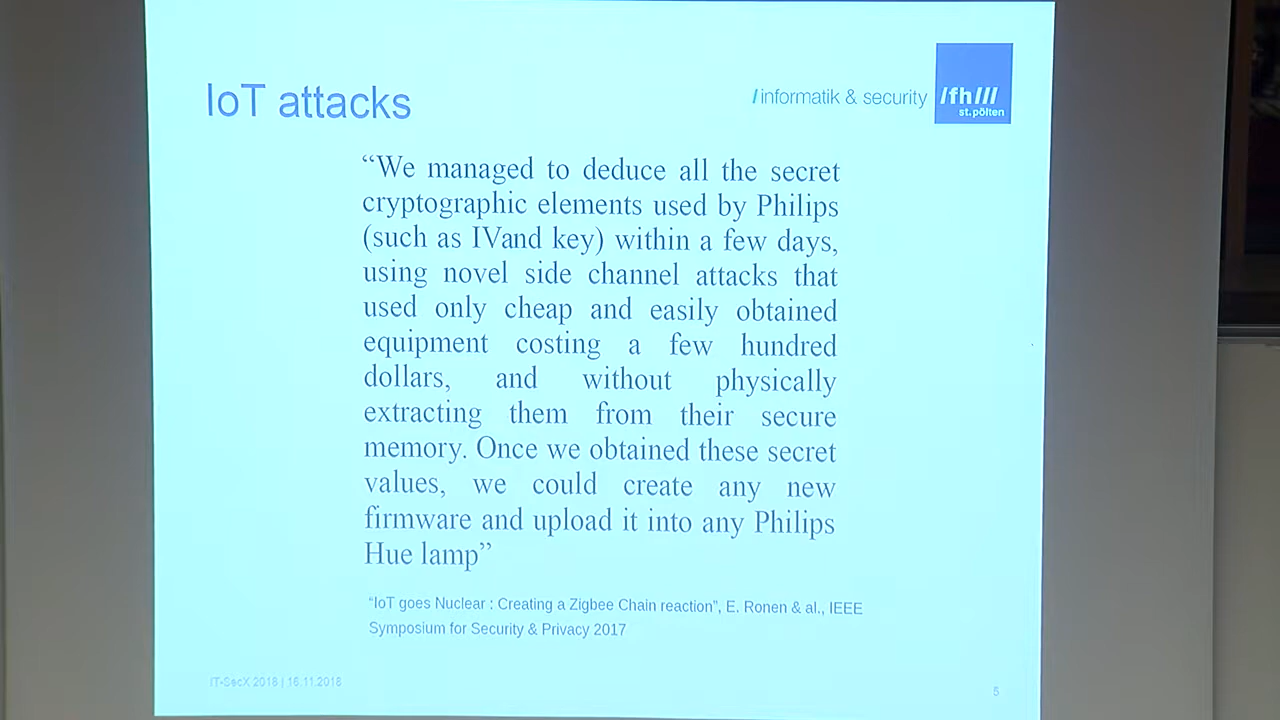 IoT attacks
/informatik & security
/fh///
st.pölten
“We managed to deduce all the secret
cryptographic elements used by Philips
(such as IVand key) within a few days,
using novel side channel attacks that
used only cheap and easily obtained
equipment costing a few hundred
dollars, and without physically
extracting them from their secure
memory. Once we obtained these secret
values, we could create any new
firmware and upload it into any Philips
Hue lamp”
“IoT goes Nuclear : Creating a Zigbee Chain reaction”, E. Ronen & al., IEEE
Symposium for Security & Privacy 2017
IT-SecX 2018 | 16.11.2018
5